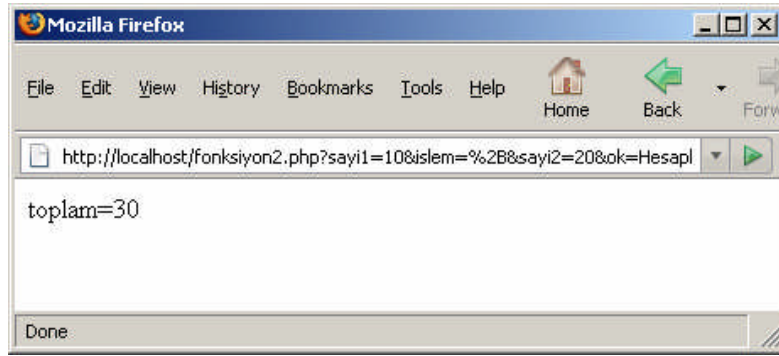 Mozilla Firefox
File Edit View History Bookmarks Tools Help Home Back Forw
http://localhost/fonksiyon2.php?sayi1=10&islem=%2B&sayi2=20&ok=Hesapl
toplam=30
Done